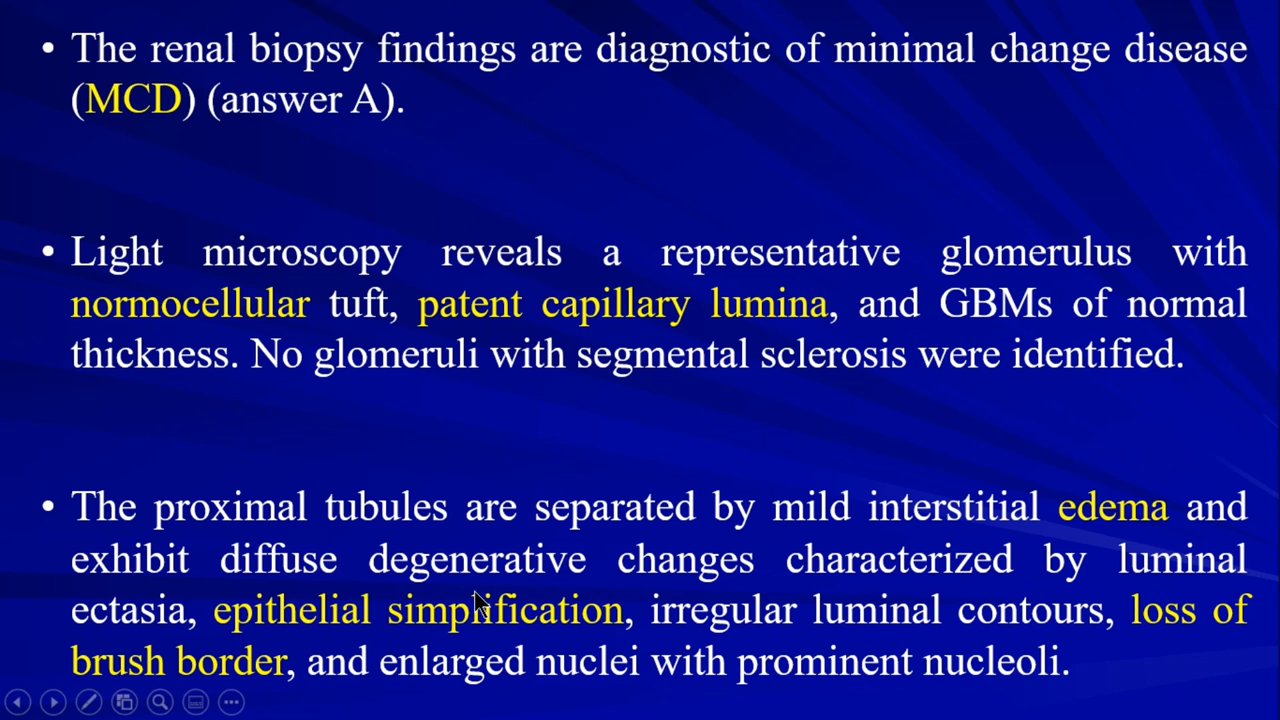 • The renal biopsy findings are diagnostic of minimal change disease
(MCD) (answer A).
• Light microscopy reveals a representative glomerulus with
normocellular tuft, patent capillary lumina, and GBMs of normal
thickness. No glomeruli with segmental sclerosis were identified.
• The proximal tubules are separated by mild interstitial edema and
exhibit diffuse degenerative changes characterized by luminal
ectasia, epithelial simplification, irregular luminal contours, loss of
brush border, and enlarged nuclei with prominent nucleoli.